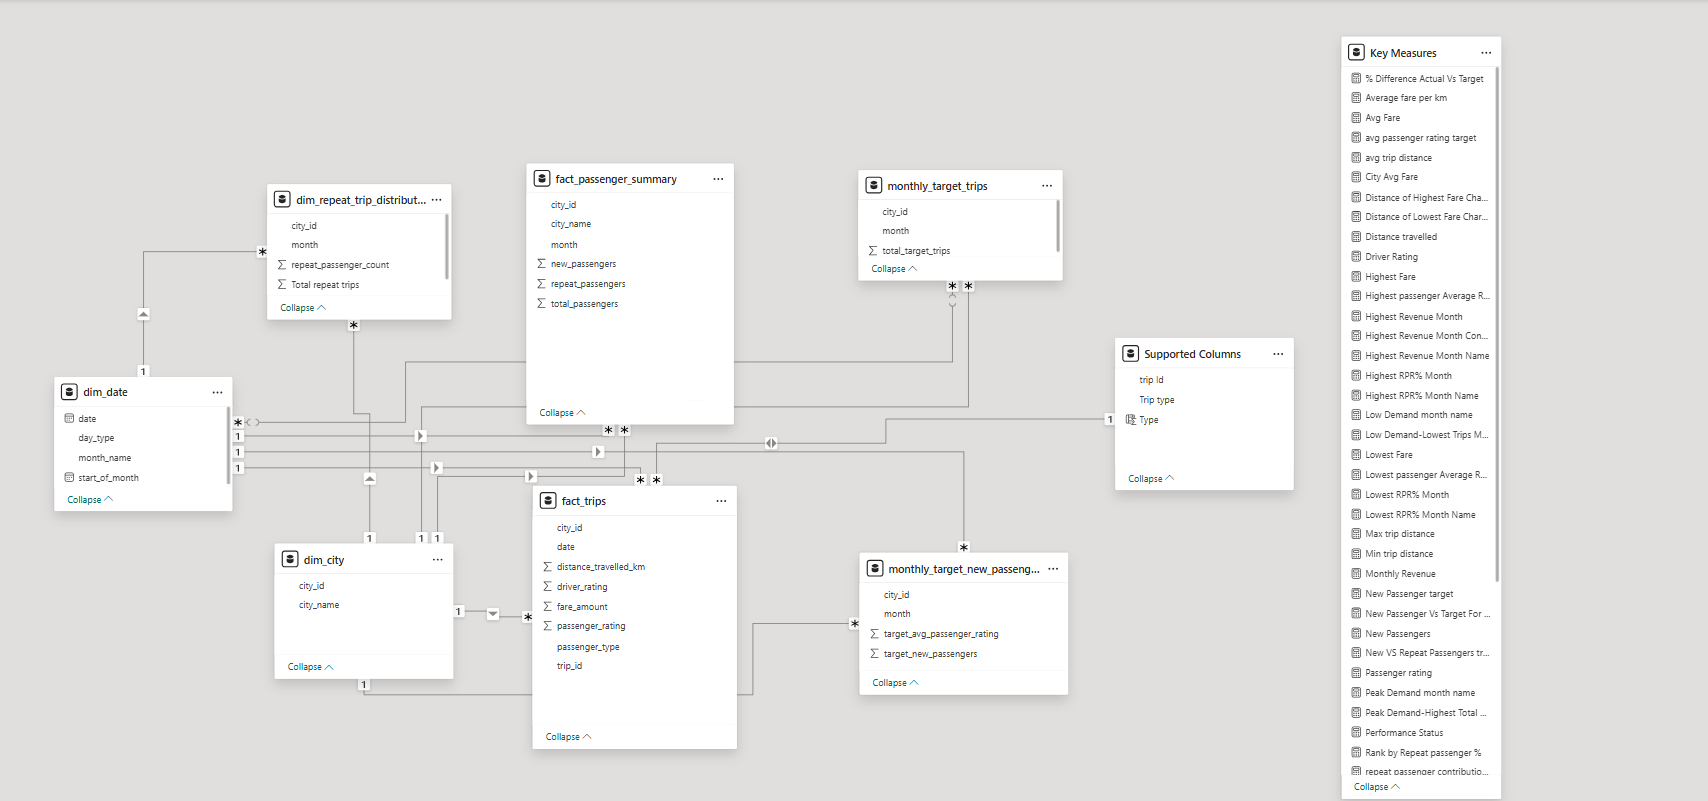 dim_repeat_trip_distribut...
city_id
month
repeat_passenger_count
Total repeat trips
Collapse
fact_passenger_summary
city_id
city_name
month
new_passengers
repeat_passengers
total_passengers
Collapse
monthly_target_trips
city_id
month
total_target_trips
Collapse
Supported Columns
trip Id
Trip type
Type
Collapse
dim_date
date
day_type
month_name
start_of_month
Collapse
dim_city
city_id
city_name
Collapse
fact_trips
city_id
date
distance_travelled_km
driver_rating
fare_amount
passenger_rating
passenger_type
trip_id
Collapse
monthly_target_new_passeng...
city_id
month
target_avg_passenger_rating
target_new_passengers
Collapse
1
*
1
*
*
*
*
*
1
1
1
*
*
1
1
1
1
1
*
*
1
*
Key Measures
% Difference Actual Vs Target
Average fare per km
Avg Fare
avg passenger rating target
avg trip distance
City Avg Fare
Distance of Highest Fare Cha...
Distance of Lowest Fare Char...
Distance travelled
Driver Rating
Highest Fare
Highest passenger Average R...
Highest Revenue Month
Highest Revenue Month Con...
Highest Revenue Month Name
Highest RPR% Month
Highest RPR% Month Name
Low Demand month name
Low Demand-Lowest Trips M...
Lowest Fare
Lowest passenger Average R...
Lowest RPR% Month
Lowest RPR% Month Name
Max trip distance
Min trip distance
Monthly Revenue
New Passenger target
New Passenger Vs Target For ...
New Passengers
New VS Repeat Passengers tr...
Passenger rating
Peak Demand month name
Peak Demand-Highest Total ...
Performance Status
Rank by Repeat passenger %
repeat passenger contributio...
Collapse